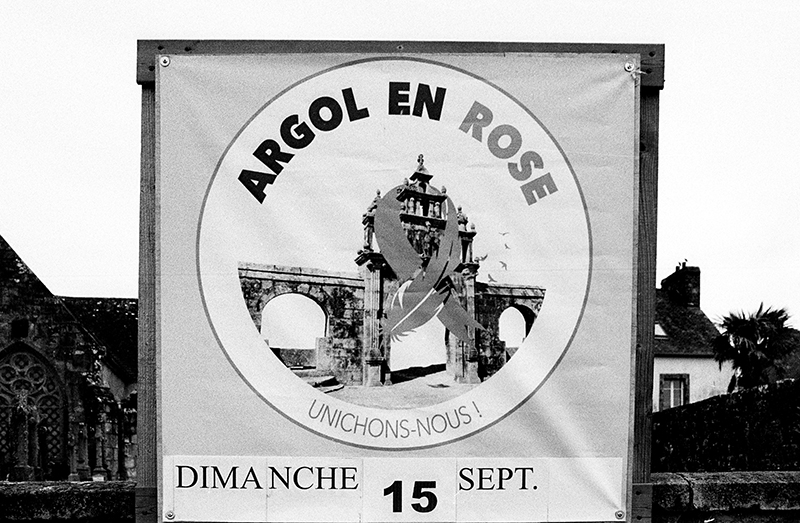 ARGOL EN ROSE
UNICHONS-NOUS !
DIMANCHE 15 SEPT.